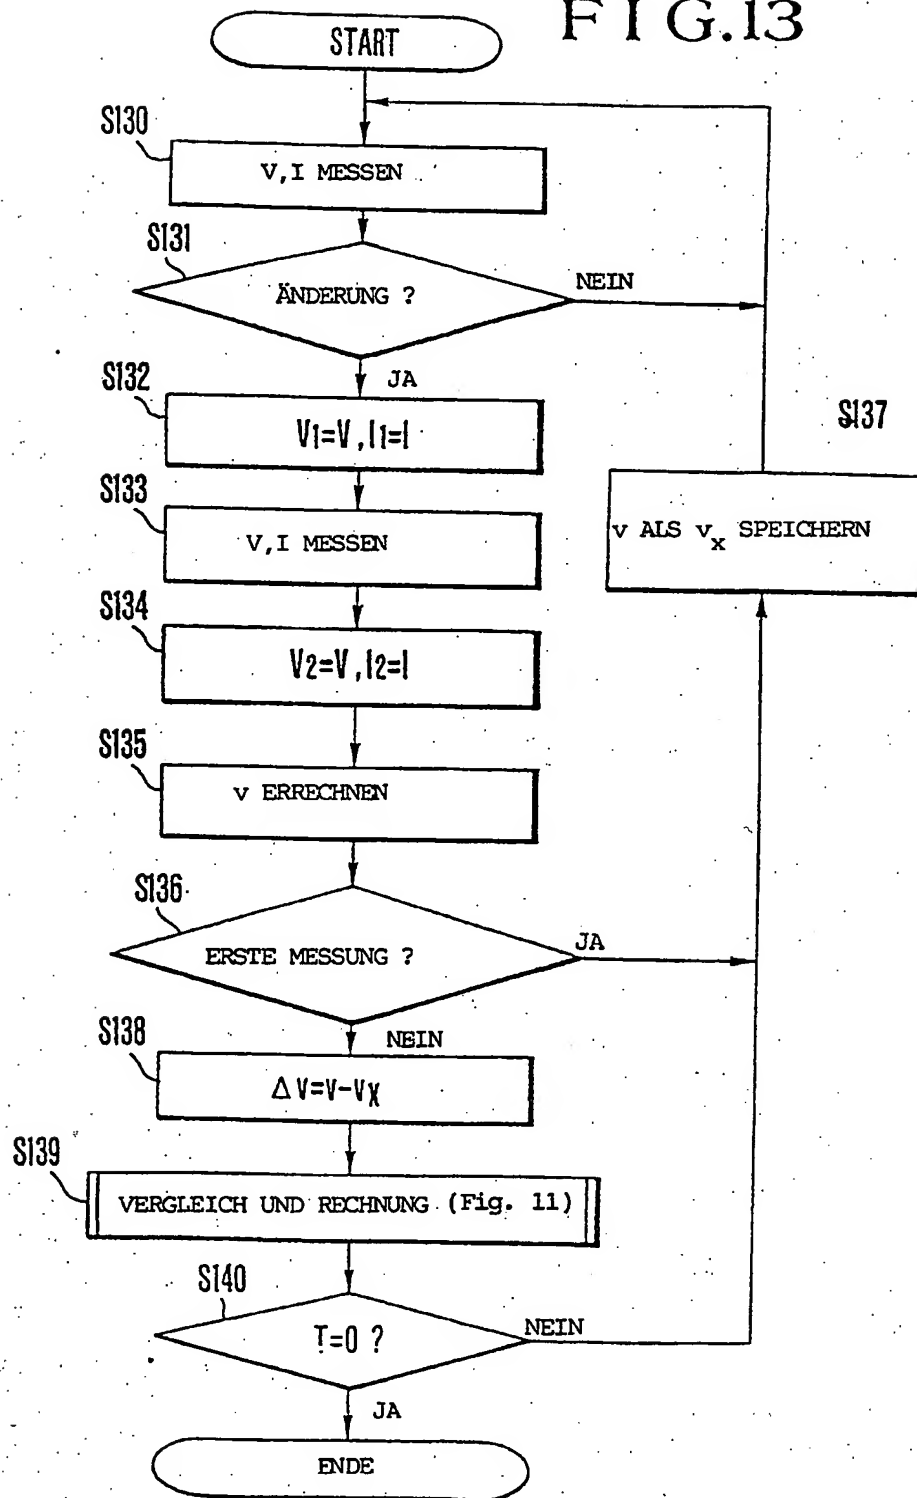 FIG.13
START
S130
V,I MESSEN
S131
ÄNDERUNG ?
NEIN
JA
S132
V1=V,I1=I
S137
S133
V,I MESSEN
v ALS vx SPEICHERN
S134
V2=V,I2=I
S135
v ERRECHNEN
S136
ERSTE MESSUNG ?
JA
NEIN
S138
ΔV=V-VX
S139
VERGLEICH UND RECHNUNG (Fig. 11)
S140
T=0 ?
NEIN
JA
ENDE